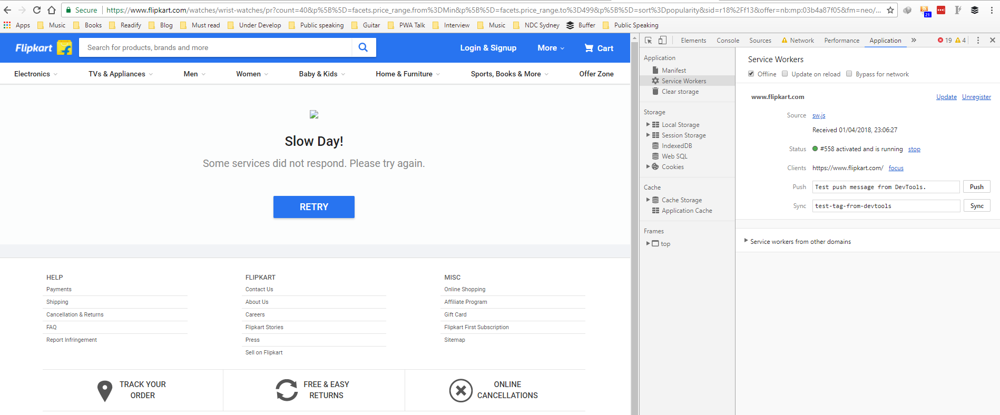 Secure
https://www.flipkart.com/watches/wrist-watches/pr?count=40&p%5B%5D=facets.price_range.from%3DMin&p%5B%5D=facets.price_range.to%3D499&p%5B%5D=sort%3Dpopularity&sid=r18%2Ff13&offer=nb:mp:03b4a87f05&fm=neo/...
21
Apps Music Books Readify Blog Must read Under Develop Public speaking Guitar PWA Talk Interview Music NDC Sydney Buffer Public Speaking
Flipkart
Search for products, brands and more
Login & Signup
More
Cart
Electronics TVs & Appliances Men Women Baby & Kids Home & Furniture Sports, Books & More Offer Zone
Slow Day!
Some services did not respond. Please try again.
RETRY
HELP
Payments
Shipping
Cancellation & Returns
FAQ
Report Infringement
FLIPKART
Contact Us
About Us
Careers
Flipkart Stories
Press
Sell on Flipkart
MISC
Online Shopping
Affiliate Program
Gift Card
Flipkart First Subscription
Sitemap
TRACK YOUR
ORDER
FREE & EASY
RETURNS
ONLINE
CANCELLATIONS
Elements Console Sources Network Performance Application » 19 4
Application
Manifest
Service Workers
Clear storage
Storage
Local Storage
Session Storage
IndexedDB
Web SQL
Cookies
Cache
Cache Storage
Application Cache
Frames
top
Service Workers
Offline Update on reload Bypass for network
www.flipkart.com Update Unregister
Source sw.js
Received 01/04/2018, 23:06:27
Status #558 activated and is running stop
Clients https://www.flipkart.com/ focus
Push Test push message from DevTools. Push
Sync test-tag-from-devtools Sync
Service workers from other domains